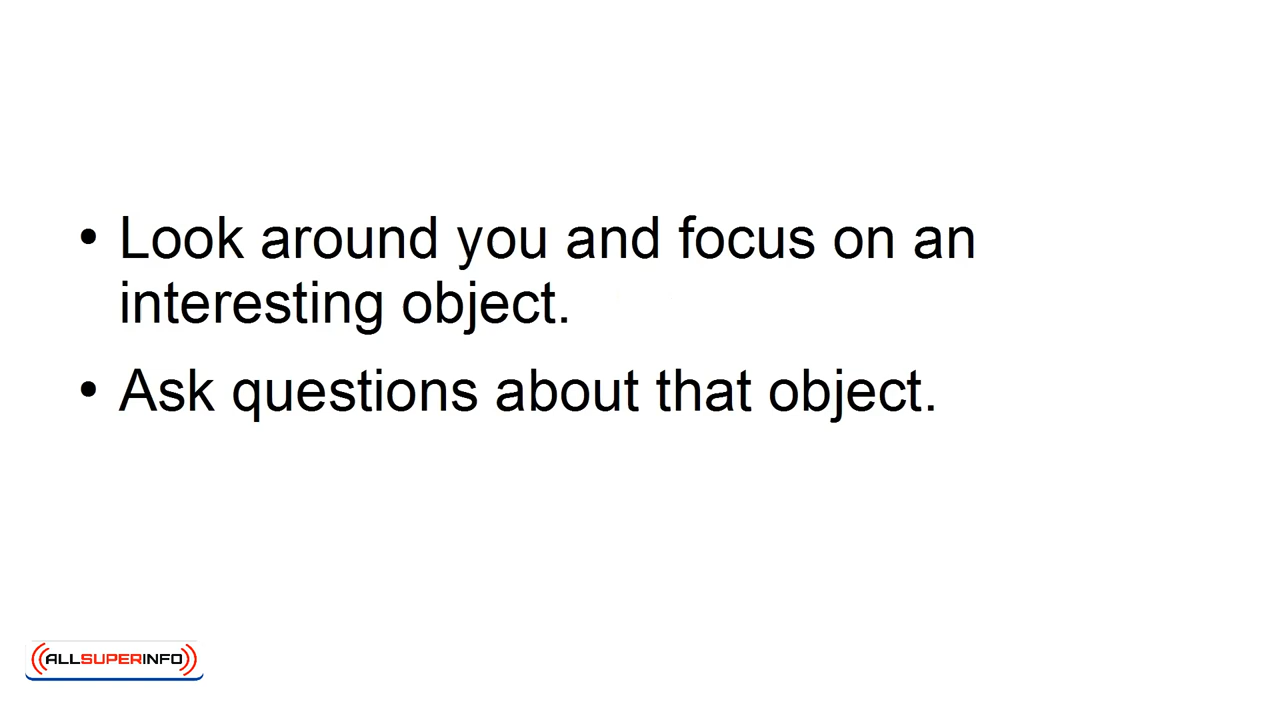 • Look around you and focus on an
interesting object.
• Ask questions about that object.
ALLSUPERINFO